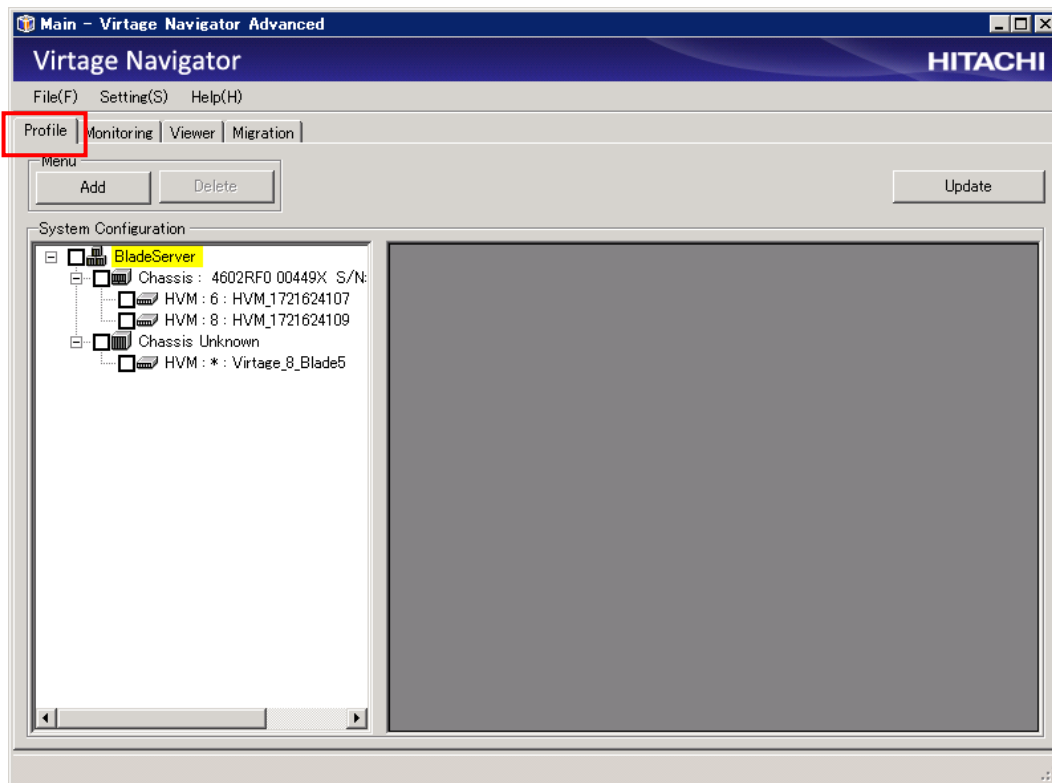 Main - Virtage Navigator Advanced
Virtage Navigator HITACHI
File(F) Setting(S) Help(H)
Profile Monitoring Viewer Migration
Menu
Add Delete Update
System Configuration
BladeServer
Chassis : 4602RF0 00449X S/N:
HVM : 6 : HVM_1721624107
HVM : 8 : HVM_1721624109
Chassis Unknown
HVM : * : Virtage_8_Blade5